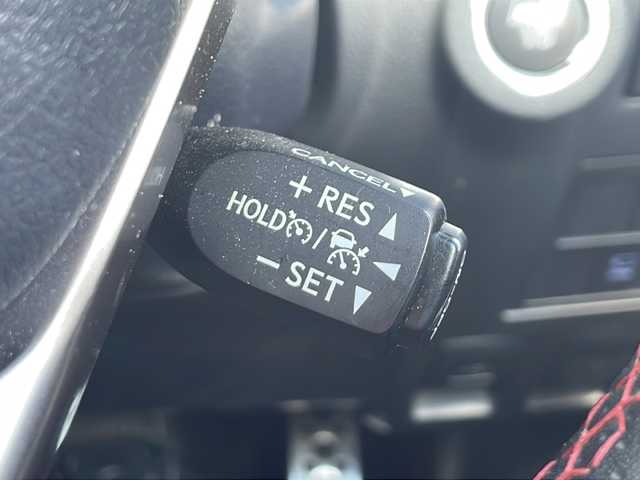 CANCEL
+ RES
HOLD /
− SET